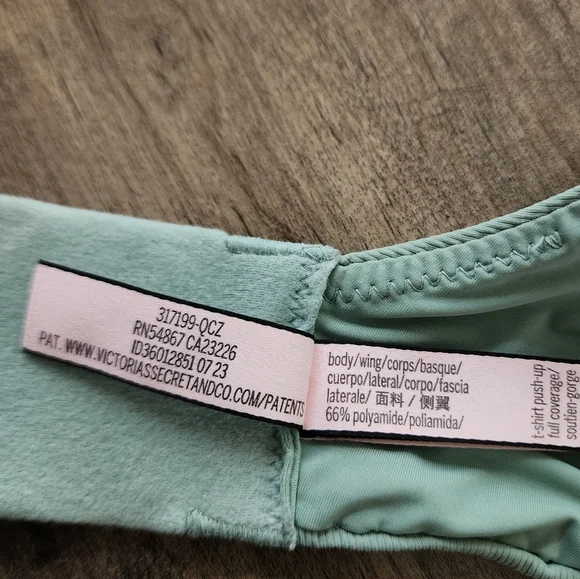 317199-QCZ
RN54867 CA23226
ID36012851 07 23
PAT. WWW.VICTORIASSECRETANDCO.COM/PATENTS
body/wing/corps/basque/
cuerpo/lateral/corpo/fascia
laterale/ 面料 / 侧翼
66% polyamide/poliamida/
t-shirt push-up
full coverage/
soutien-gorge